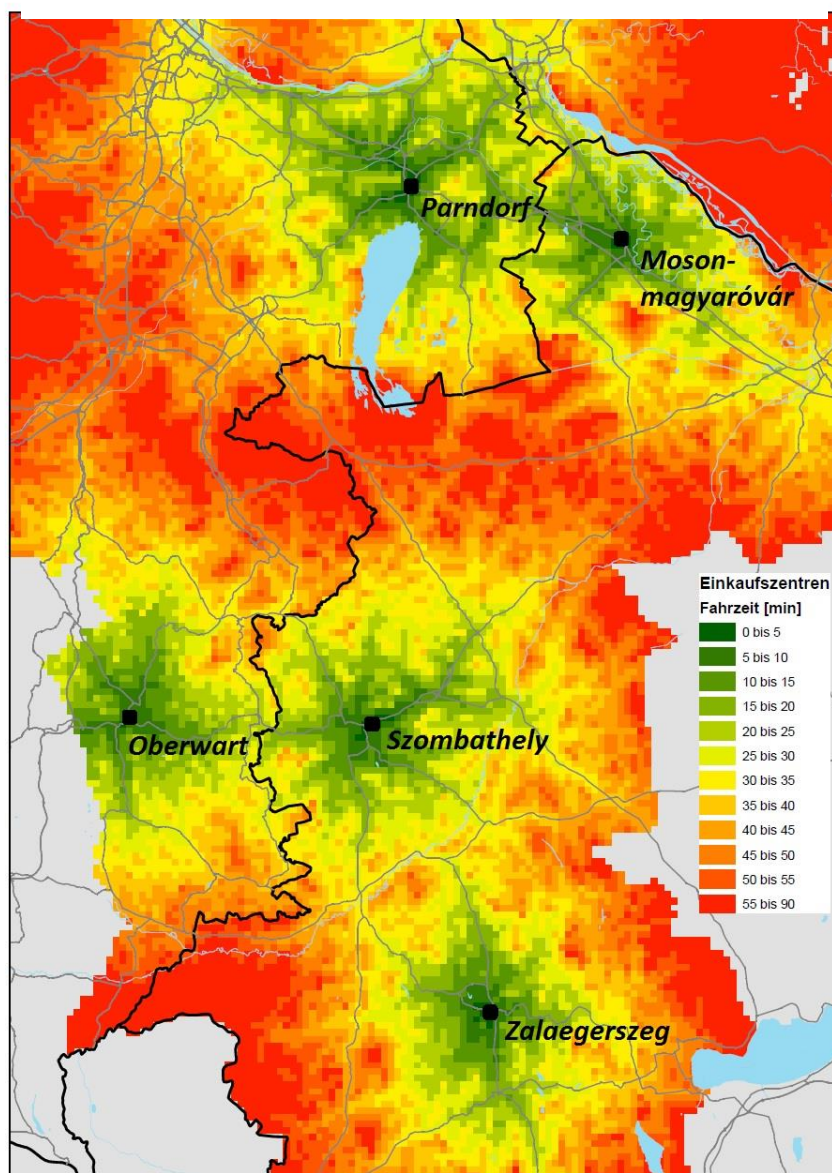 Parndorf
Moson-
magyaróvár
Einkaufszentren
Fahrzeit [min]
0 bis 5
5 bis 10
10 bis 15
15 bis 20
20 bis 25
25 bis 30
30 bis 35
35 bis 40
40 bis 45
45 bis 50
50 bis 55
55 bis 90
Oberwart
Szombathely
Zalaegerszeg